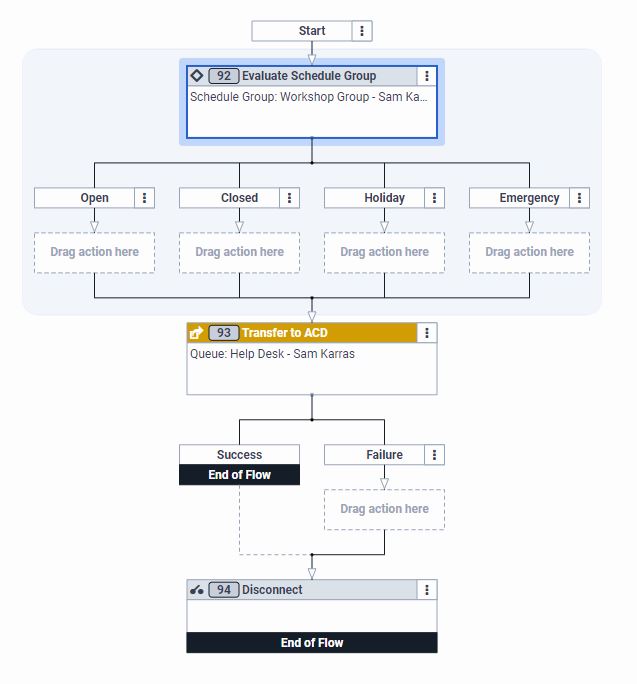 Start
92 Evaluate Schedule Group
Schedule Group: Workshop Group - Sam Ka...
Open Closed Holiday Emergency
Drag action here Drag action here Drag action here Drag action here
93 Transfer to ACD
Queue: Help Desk - Sam Karras
Success Failure
End of Flow
Drag action here
94 Disconnect
End of Flow